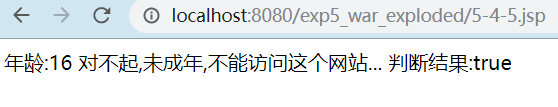 localhost:8080/exp5_war_exploded/5-4-5.jsp
年龄:16 对不起,未成年,不能访问这个网站... 判断结果:true